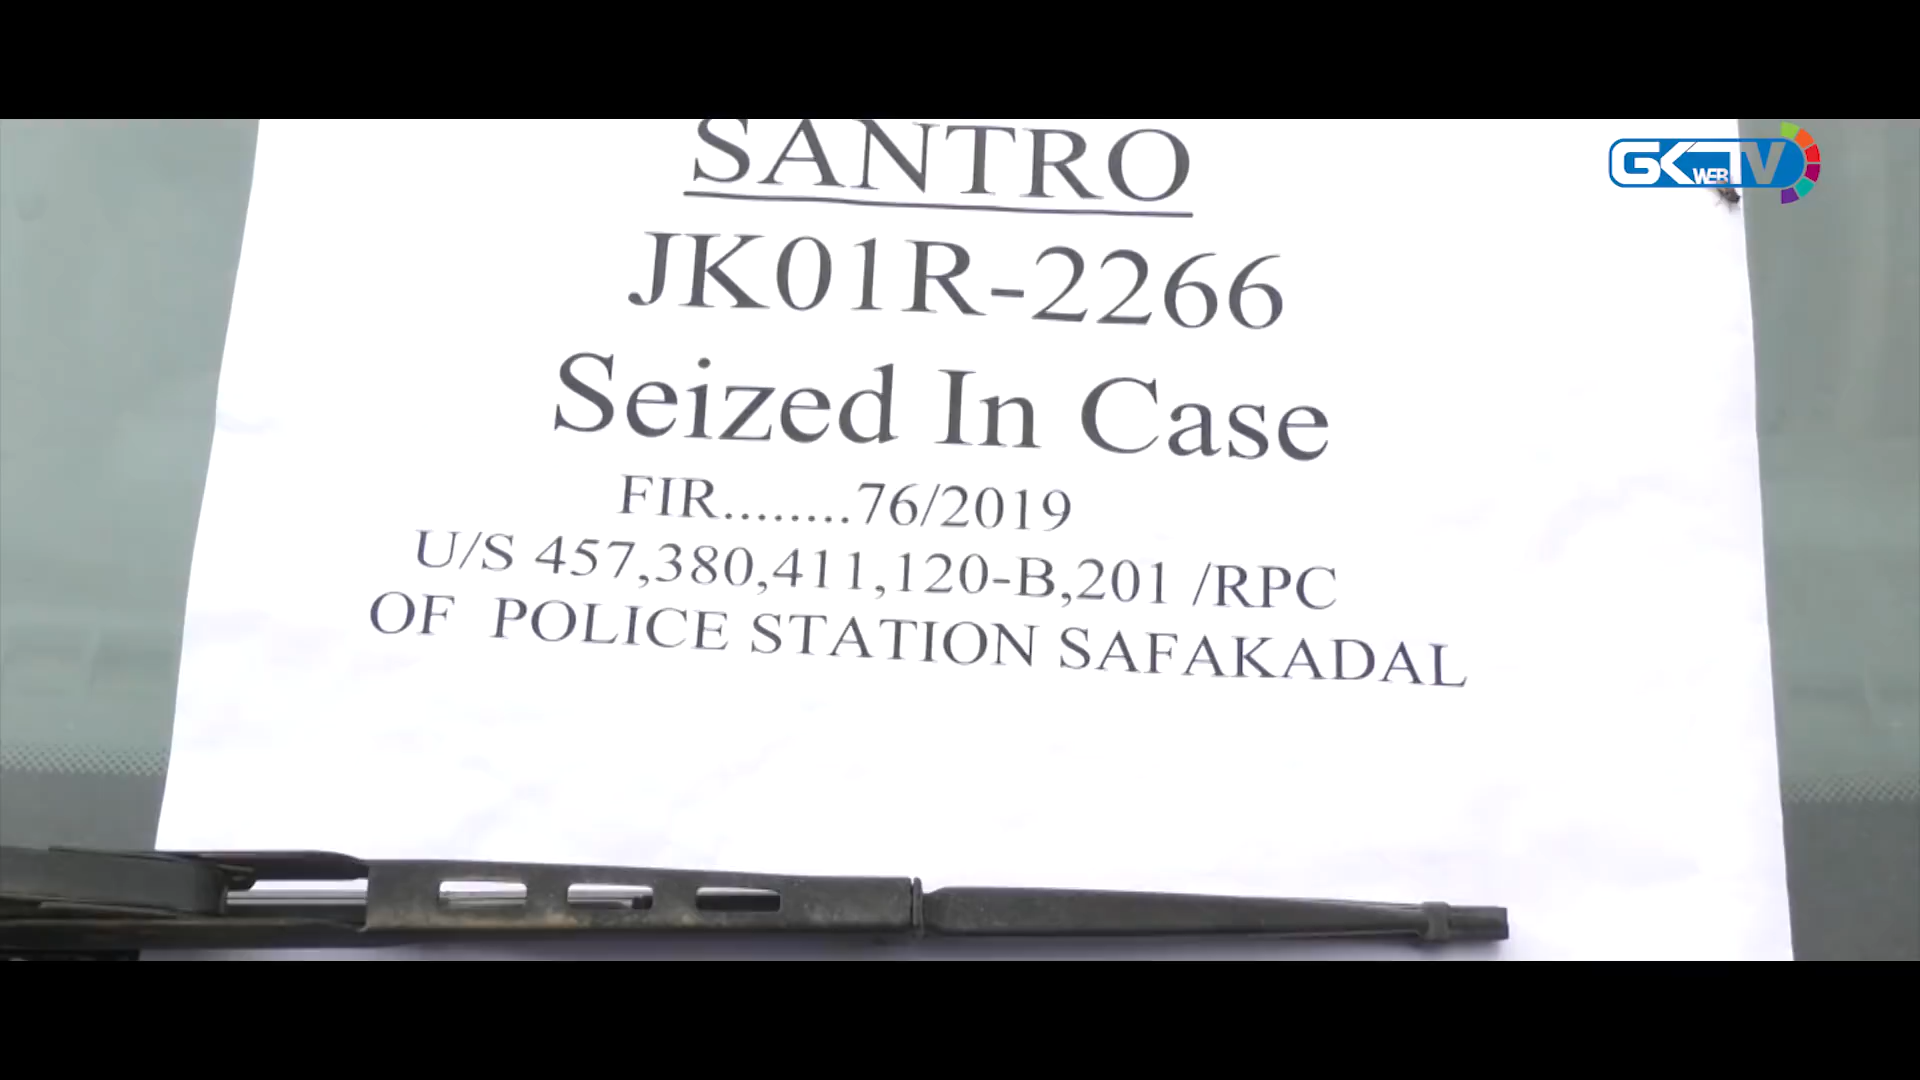 GK WEB TV
SANTRO
JK01R-2266
Seized In Case
FIR........76/2019
U/S 457,380,411,120-B,201 /RPC
OF POLICE STATION SAFAKADAL